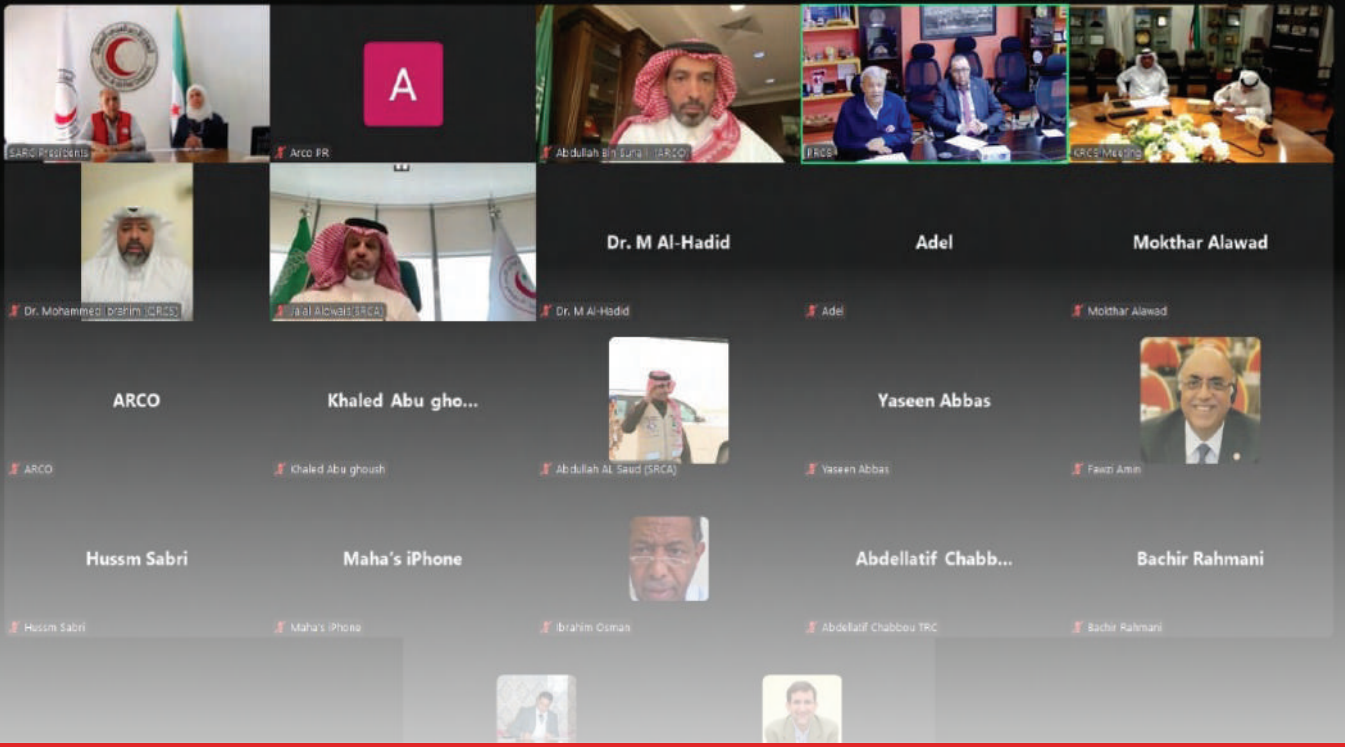 SARC Presidents
A
Arco PR
Abdullah Bin (ARCO)
PRCS
KRCS-Meeting
Dr. Mohammed Ibrahim (QRCS)
Jalal Alowais(SRCA)
Dr. M Al-Hadid
Dr. M Al-Hadid
Adel
Adel
Mokthar Alawad
Mokthar Alawad
ARCO
ARCO
Khaled Abu gho...
Khaled Abu ghoush
Abdullah AL Saud (SRCA)
Yaseen Abbas
Yaseen Abbas
Fawzi Amin
Hussm Sabri
Hussm Sabri
Maha's iPhone
Maha's iPhone
Ibrahim Osman
Abdellatif Chabb...
Abdellatif Chabbou TRC
Bachir Rahmani
Bachir Rahmani